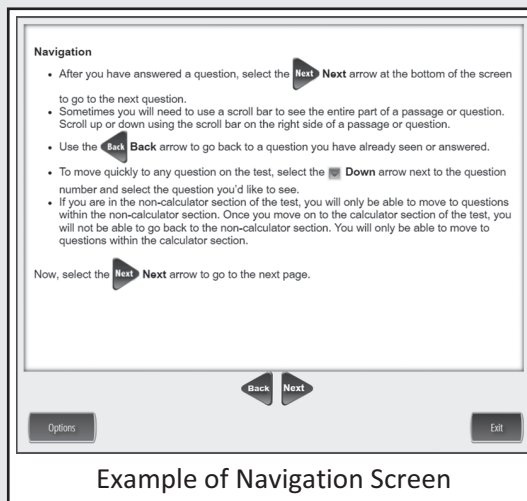 Navigation
• After you have answered a question, select the Next Next arrow at the bottom of the screen
to go to the next question.
• Sometimes you will need to use a scroll bar to see the entire part of a passage or question.
Scroll up or down using the scroll bar on the right side of a passage or question.
• Use the Back Back arrow to go back to a question you have already seen or answered.
• To move quickly to any question on the test, select the Down arrow next to the question
number and select the question you'd like to see.
• If you are in the non-calculator section of the test, you will only be able to move to questions
within the non-calculator section. Once you move on to the calculator section of the test, you
will not be able to go back to the non-calculator section. You will only be able to move to
questions within the calculator section.
Now, select the Next Next arrow to go to the next page.
Back Next
Options Exit
Example of Navigation Screen